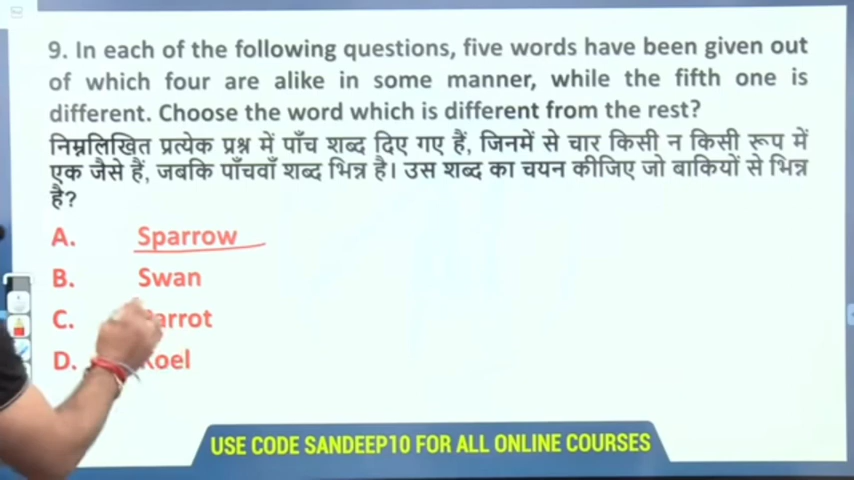 9. In each of the following questions, five words have been given out
of which four are alike in some manner, while the fifth one is
different. Choose the word which is different from the rest?
निम्नलिखित प्रत्येक प्रश्न में पाँच शब्द दिए गए हैं, जिनमें से चार किसी न किसी रूप में
एक जैसे हैं, जबकि पाँचवाँ शब्द भिन्न है। उस शब्द का चयन कीजिए जो बाकियों से भिन्न
है?
A. Sparrow
B. Swan
C. arrot
D. Koel
USE CODE SANDEEP10 FOR ALL ONLINE COURSES